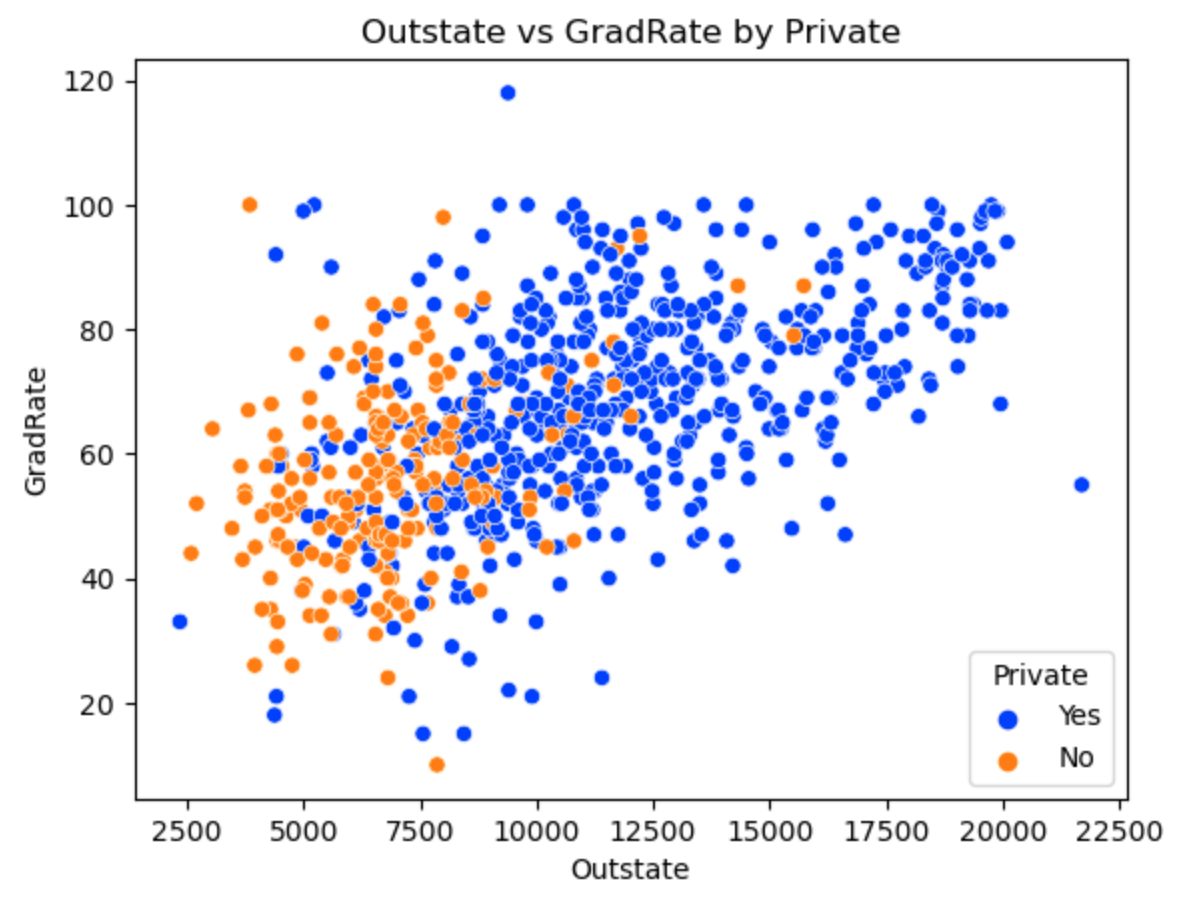 Outstate vs GradRate by Private
120
100
80
60
40
20
GradRate
2500 5000 7500 10000 12500 15000 17500 20000 22500
Outstate
Private
Yes
No